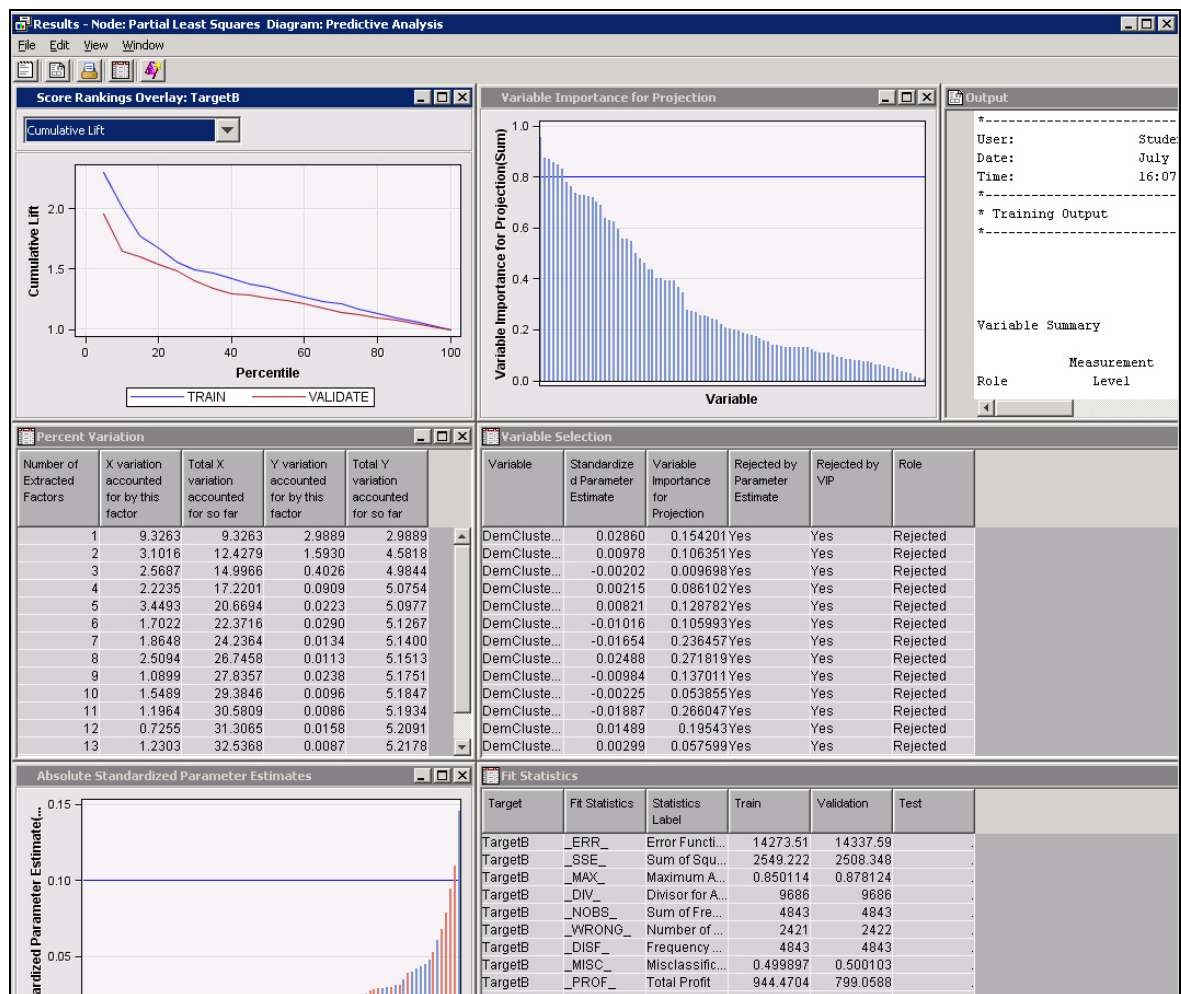 Results - Node: Partial Least Squares Diagram: Predictive Analysis
File Edit View Window
Score Rankings Overlay: TargetB
Cumulative Lift
Cumulative Lift
2.0
1.5
1.0
0 20 40 60 80 100
Percentile
TRAIN VALIDATE
Variable Importance for Projection
Variable Importance for Projection(Sum)
1.0
0.8
0.6
0.4
0.2
0.0
Variable
Output
*----------------------------
User: Studen
Date: July
Time: 16:07
*----------------------------
* Training Output
*----------------------------
Variable Summary
Measurement
Role Level
Percent Variation
Number of Extracted Factors X variation accounted for by this factor Total X variation accounted for so far Y variation accounted for by this factor Total Y variation accounted for so far
1 9.3263 9.3263 2.9889 2.9889
2 3.1016 12.4279 1.5930 4.5818
3 2.5687 14.9966 0.4026 4.9844
4 2.2235 17.2201 0.0909 5.0754
5 3.4493 20.6694 0.0223 5.0977
6 1.7022 22.3716 0.0290 5.1267
7 1.8648 24.2364 0.0134 5.1400
8 2.5094 26.7458 0.0113 5.1513
9 1.0899 27.8357 0.0238 5.1751
10 1.5489 29.3846 0.0096 5.1847
11 1.1964 30.5809 0.0086 5.1934
12 0.7255 31.3065 0.0158 5.2091
13 1.2303 32.5368 0.0087 5.2178
Variable Selection
Variable Standardized Parameter Estimate Variable Importance for Projection Rejected by Parameter Estimate Rejected by VIP Role
DemCluste... 0.02860 0.154201 Yes Yes Rejected
DemCluste... 0.00978 0.106351 Yes Yes Rejected
DemCluste... -0.00202 0.009698 Yes Yes Rejected
DemCluste... 0.00215 0.086102 Yes Yes Rejected
DemCluste... 0.00821 0.128782 Yes Yes Rejected
DemCluste... -0.01016 0.105993 Yes Yes Rejected
DemCluste... -0.01654 0.236457 Yes Yes Rejected
DemCluste... 0.02488 0.271819 Yes Yes Rejected
DemCluste... -0.00984 0.137011 Yes Yes Rejected
DemCluste... -0.00225 0.053855 Yes Yes Rejected
DemCluste... -0.01887 0.266047 Yes Yes Rejected
DemCluste... 0.01489 0.19543 Yes Yes Rejected
DemCluste... 0.00299 0.057599 Yes Yes Rejected
Absolute Standardized Parameter Estimates
ardized Parameter Estimate(...
0.15
0.10
0.05
Fit Statistics
Target Fit Statistics Statistics Label Train Validation Test
TargetB _ERR_ Error Functi... 14273.51 14337.59 .
TargetB _SSE_ Sum of Squ... 2549.222 2508.348 .
TargetB _MAX_ Maximum A... 0.850114 0.878124 .
TargetB _DIV_ Divisor for A... 9686 9686 .
TargetB _NOBS_ Sum of Fre... 4843 4843 .
TargetB _WRONG_ Number of ... 2421 2422 .
TargetB _DISF_ Frequency ... 4843 4843 .
TargetB _MISC_ Misclassific... 0.499897 0.500103 .
TargetB _PROF_ Total Profit 944.4704 799.0588 .